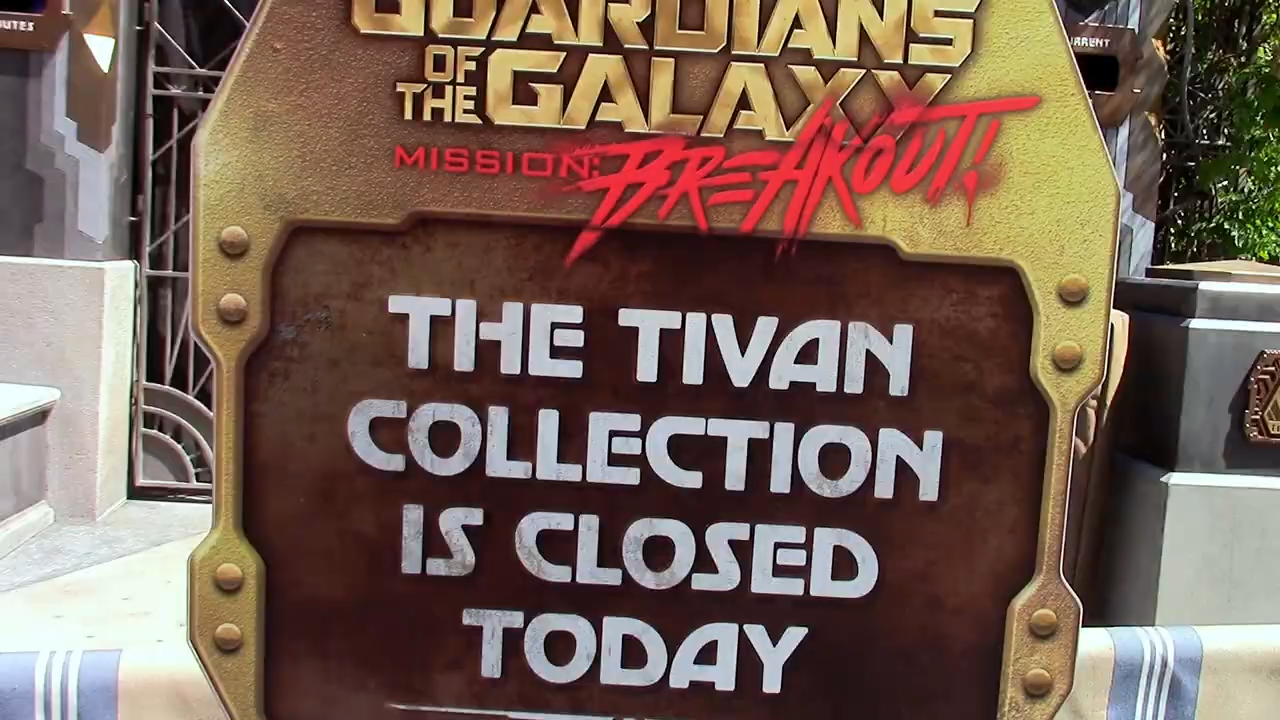 GUARDIANS
OF
THE GALAXY
MISSION: BREAKOUT!
THE TIVAN
COLLECTION
IS CLOSED
TODAY